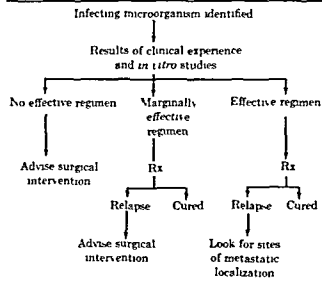 Infecting microorganism identified
Results of clinical experience
and in vitro studies
No effective regimen
Marginally
effective
regimen
Effective regimen
Advise surgical
intervention
Rx
Rx
Relapse
Cured
Relapse
Cured
Advise surgical
intervention
Look for sites
of metastatic
localization